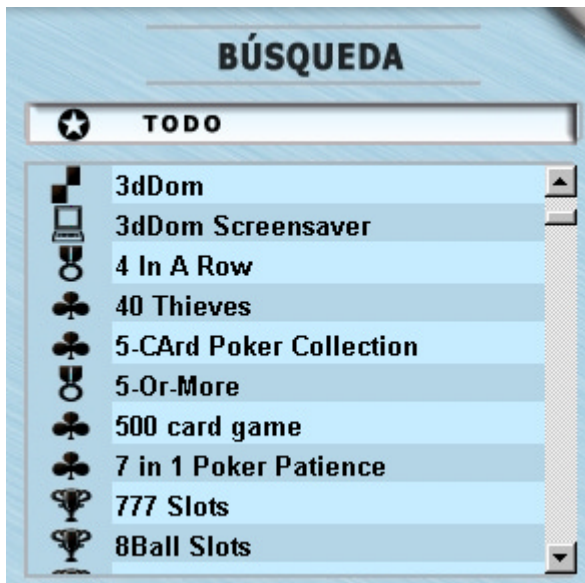 BÚSQUEDA
TODO
3dDom
3dDom Screensaver
4 In A Row
40 Thieves
5-CArd Poker Collection
5-Or-More
500 card game
7 in 1 Poker Patience
777 Slots
8Ball Slots